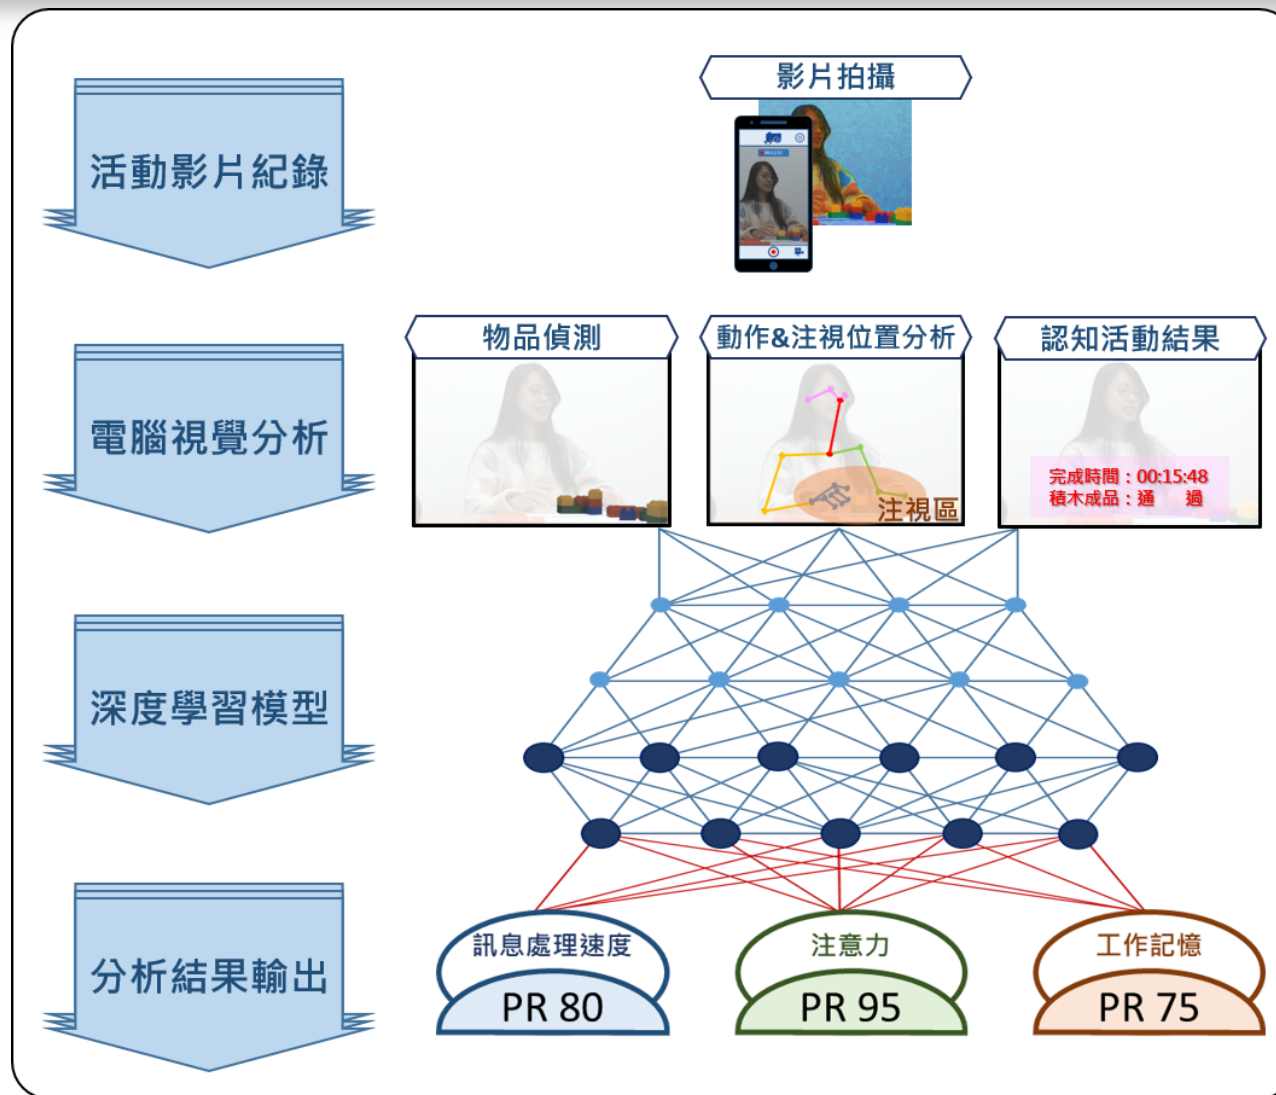 影片拍攝
活動影片紀錄
物品偵測
動作&注視位置分析
認知活動結果
電腦視覺分析
注視區
完成時間：00:15:48
積木成品：通 過
深度學習模型
分析結果輸出
訊息處理速度
PR 80
注意力
PR 95
工作記憶
PR 75